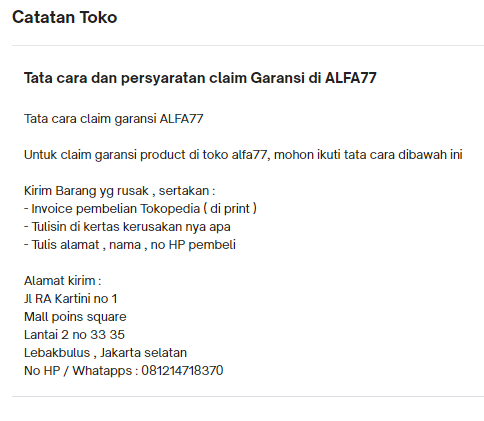 Catatan Toko
Tata cara dan persyaratan claim Garansi di ALFA77
Tata cara claim garansi ALFA77
Untuk claim garansi product di toko alfa77, mohon ikuti tata cara dibawah ini
Kirim Barang yg rusak , sertakan :
- Invoice pembelian Tokopedia ( di print )
- Tulisin di kertas kerusakan nya apa
- Tulis alamat , nama , no HP pembeli
Alamat kirim :
Jl RA Kartini no 1
Mall poins square
Lantai 2 no 33 35
Lebakbulus , Jakarta selatan
No HP / Whatapps : 081214718370